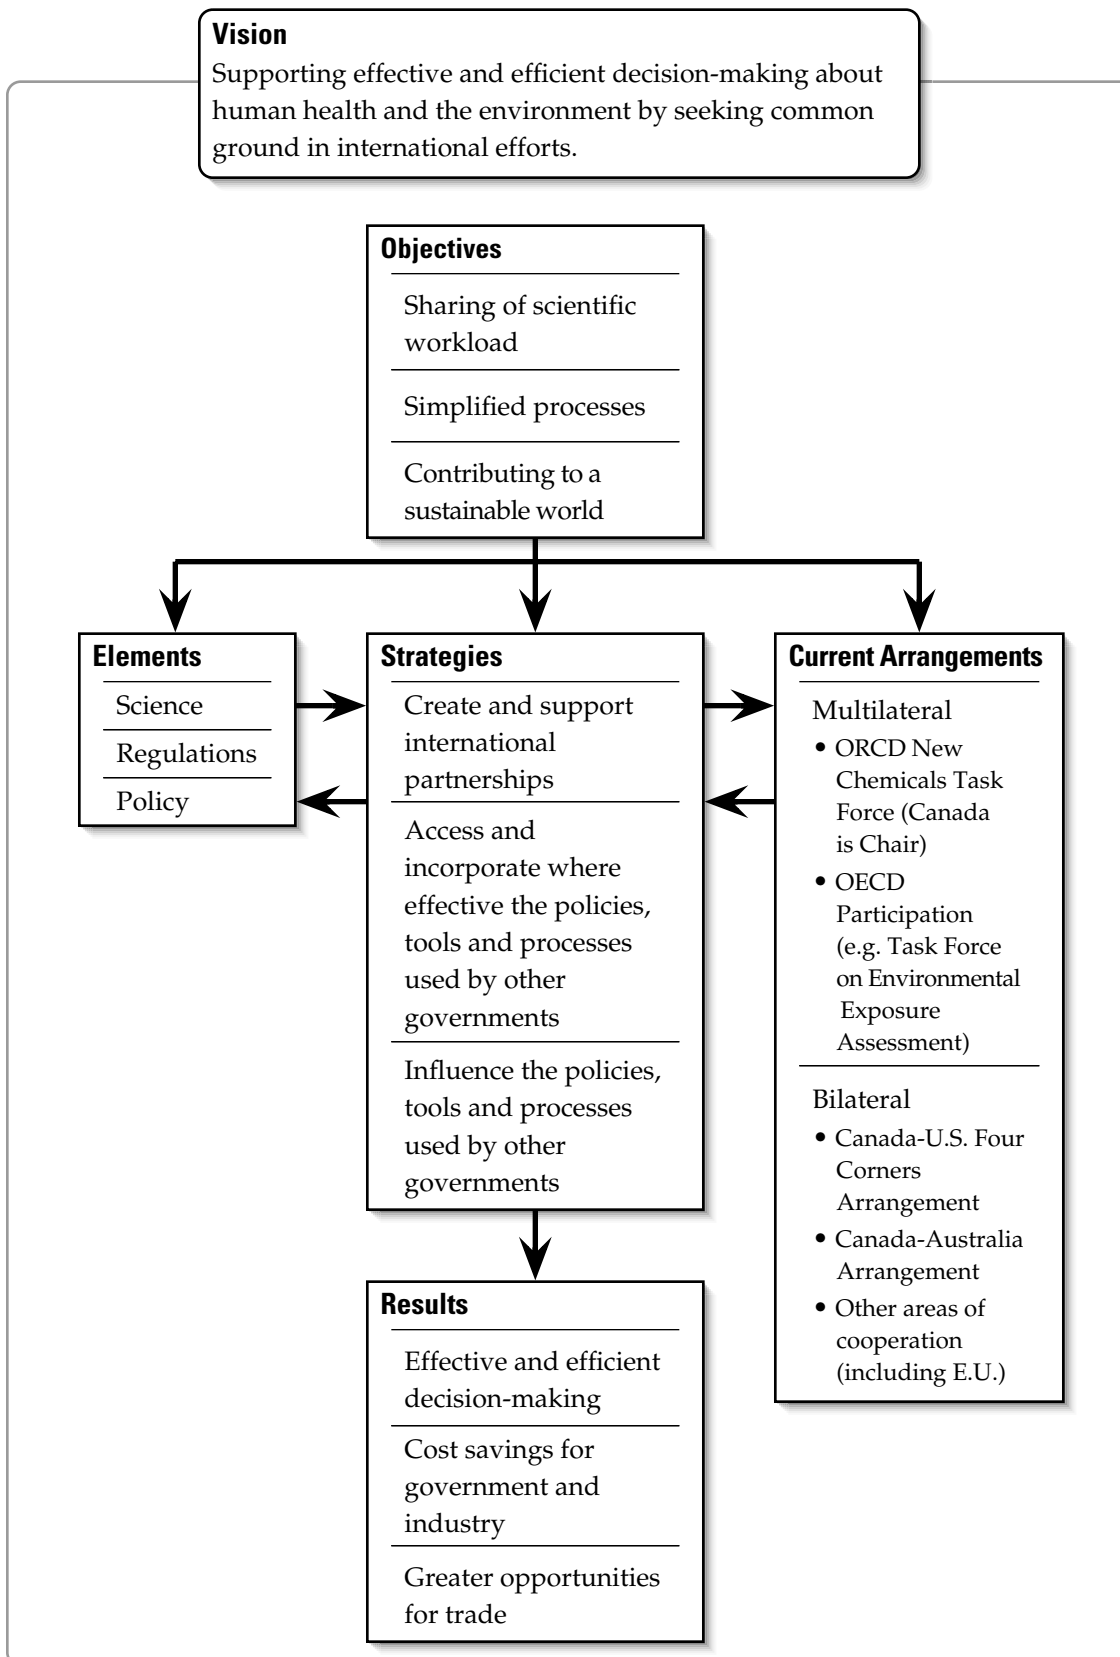 Vision
Supporting effective and efficient decision-making about
human health and the environment by seeking common
ground in international efforts.
Objectives
Sharing of scientific
workload
Simplified processes
Contributing to a
sustainable world
Elements
Science
Regulations
Policy
Strategies
Create and support
international
partnerships
Access and
incorporate where
effective the policies,
tools and processes
used by other
governments
Influence the policies,
tools and processes
used by other
governments
Current Arrangements
Multilateral
• ORCD New
Chemicals Task
Force (Canada
is Chair)
• OECD
Participation
(e.g. Task Force
on Environmental
Exposure
Assessment)
Bilateral
• Canada-U.S. Four
Corners
Arrangement
• Canada-Australia
Arrangement
• Other areas of
cooperation
(including E.U.)
Results
Effective and efficient
decision-making
Cost savings for
government and
industry
Greater opportunities
for trade